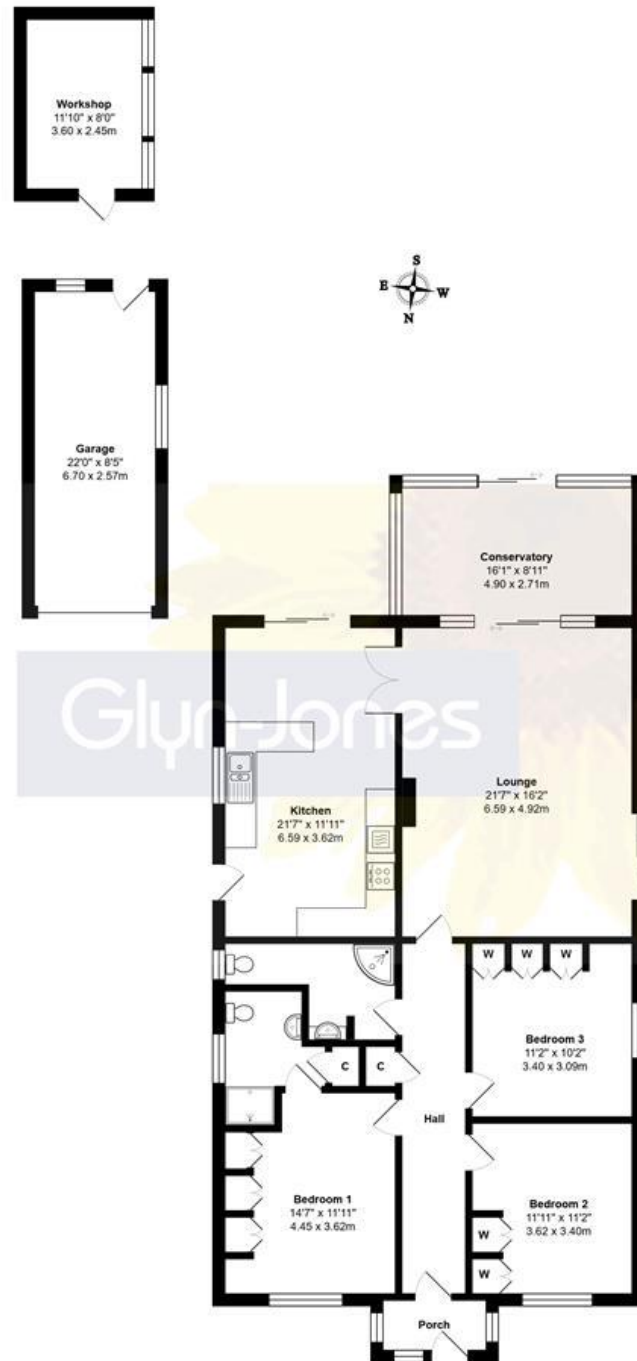 Workshop
11'10" x 8'0"
3.60 x 2.45m
S
E W
N
Garage
22'0" x 8'5"
6.70 x 2.57m
Conservatory
16'1" x 8'11"
4.90 x 2.71m
Glyn-Jones
Lounge
21'7" x 16'2"
6.59 x 4.92m
Kitchen
21'7" x 11'11"
6.59 x 3.62m
W W W
Bedroom 3
11'2" x 10'2"
3.40 x 3.09m
C C
Hall
Bedroom 1
14'7" x 11'11"
4.45 x 3.62m
Bedroom 2
11'11" x 11'2"
3.62 x 3.40m
W
W
Porch